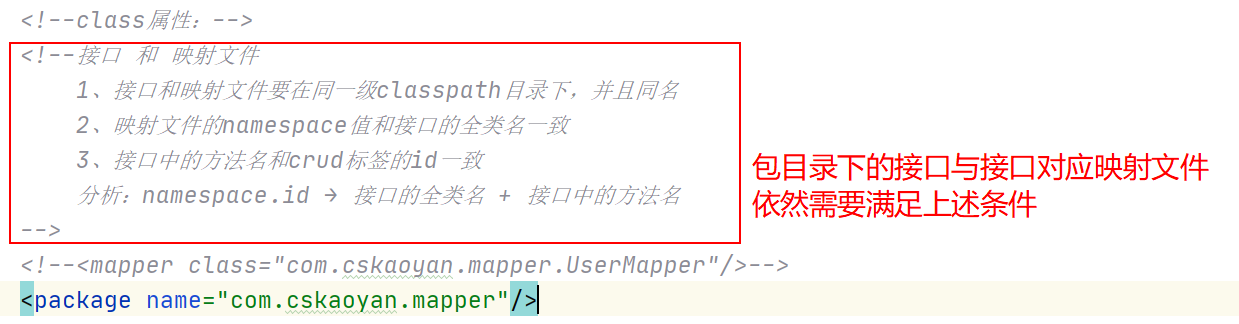 <!--class属性：-->
<!--接口 和 映射文件
1、接口和映射文件要在同一级classpath目录下，并且同名
2、映射文件的namespace值和接口的全类名一致
3、接口中的方法名和crud标签的id一致
分析：namespace.id → 接口的全类名 + 接口中的方法名
-->
包目录下的接口与接口对应映射文件
依然需要满足上述条件
<!--<mapper class="com.cskaoyan.mapper.UserMapper"/>-->
<package name="com.cskaoyan.mapper"/>